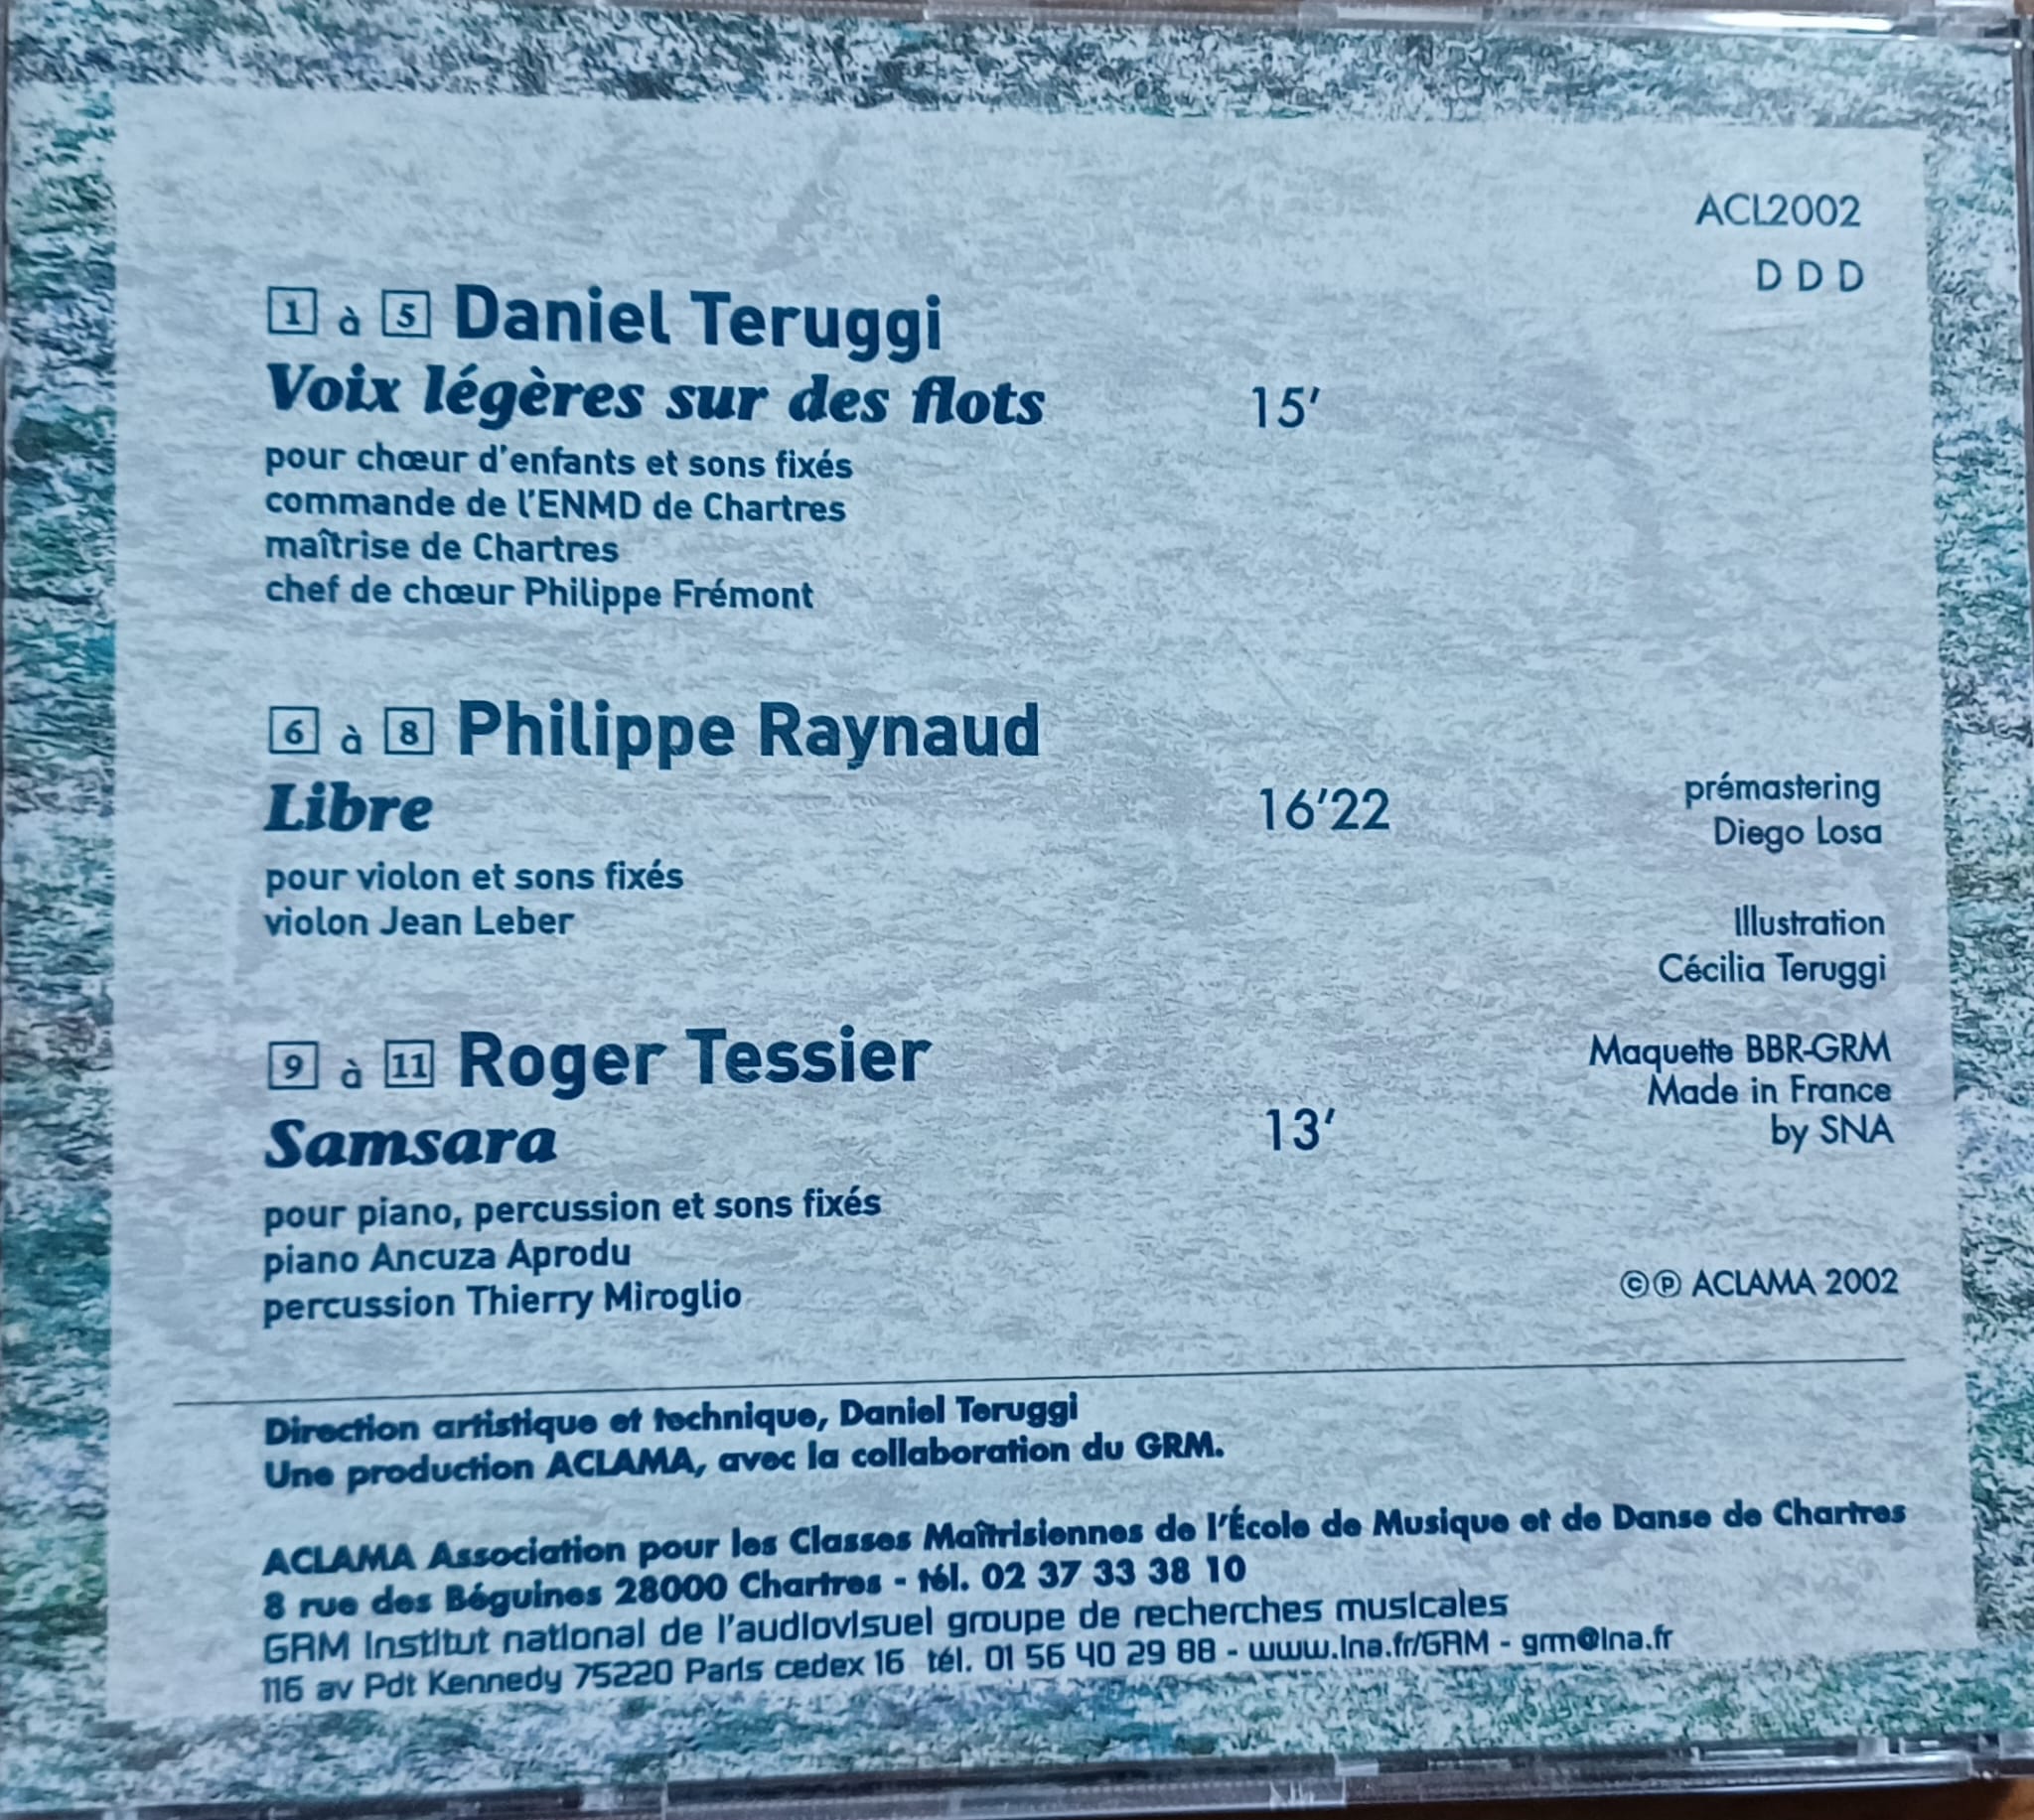 ACL2002
D D D
1 à 5 Daniel Teruggi
Voix légères sur des flots 15'
pour chœur d'enfants et sons fixés
commande de l'ENMD de Chartres
maîtrise de Chartres
chef de chœur Philippe Frémont
6 à 8 Philippe Raynaud
Libre 16'22
pour violon et sons fixés
violon Jean Leber
9 à 11 Roger Tessier
Samsara 13'
pour piano, percussion et sons fixés
piano Ancuza Aprodu
percussion Thierry Miroglio
prémastering
Diego Losa
Illustration
Cécilia Teruggi
Maquette BBR-GRM
Made in France
by SNA
©℗ ACLAMA 2002
Direction artistique et technique, Daniel Teruggi
Une production ACLAMA, avec la collaboration du GRM.
ACLAMA Association pour les Classes Maîtrisiennes de l'École de Musique et de Danse de Chartres
8 rue des Béguines 28000 Chartres - tél. 02 37 33 38 10
GRM Institut national de l'audiovisuel groupe de recherches musicales
116 av Pdt Kennedy 75220 Paris cedex 16 tél. 01 56 40 29 88 - www.ina.fr/GRM - grm@ina.fr